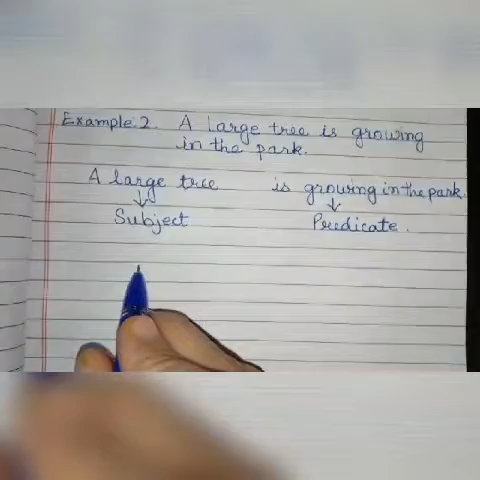 Example.2. A large tree is growing
in the park.
A large tree is growing in the park.
Subject Predicate.